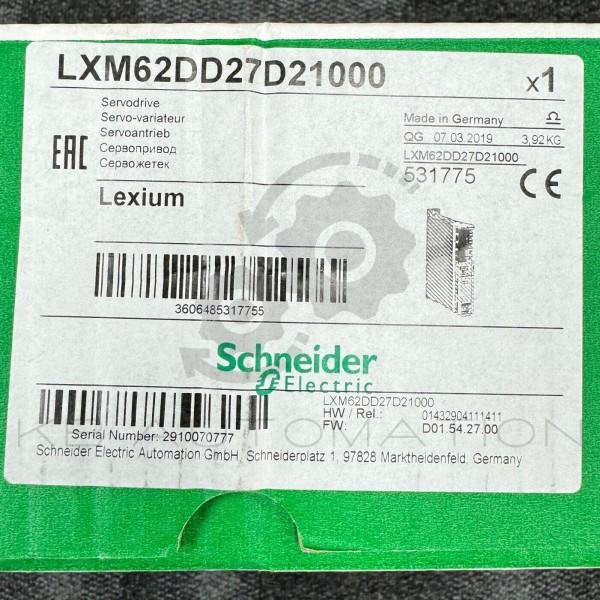 LXM62DD27D21000 x1
Servodrive
Servo-variateur
Servoantrieb
Сервопривод
Сервожетек
EAC
Lexium
Made in Germany
QG 07.03.2019 3,92KG
LXM62DD27D21000
531775 CE
3606485317755
Schneider
Electric
LXM62DD27D21000
HW / Rel.: 01432904111411
FW: D01.54.27.00
Serial Number: 2910070777
KEY AUTOMATION
Schneider Electric Automation GmbH, Schneiderplatz 1, 97828 Marktheidenfeld, Germany